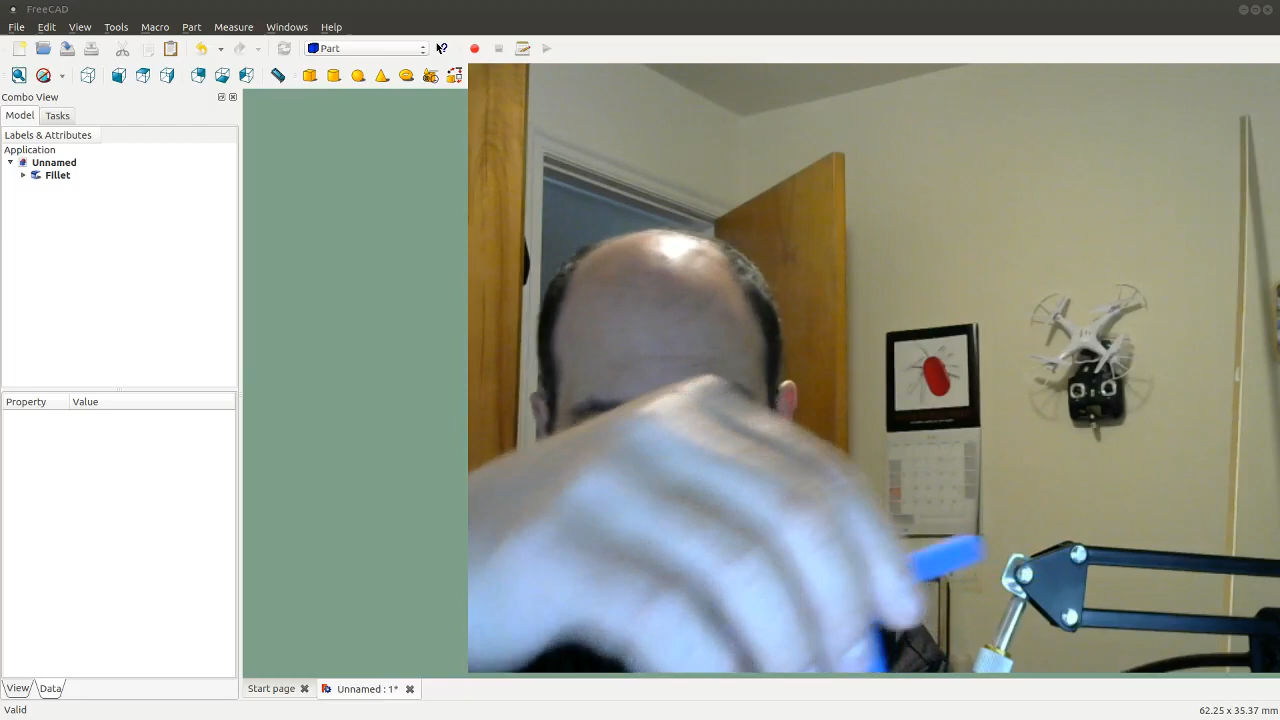 FreeCAD
File Edit View Tools Macro Part Measure Windows Help
Part
Combo View
Model Tasks
Labels & Attributes
Application
Unnamed
Fillet
Property Value
View Data
Start page Unnamed : 1*
Valid 62.25 x 35.37 mm